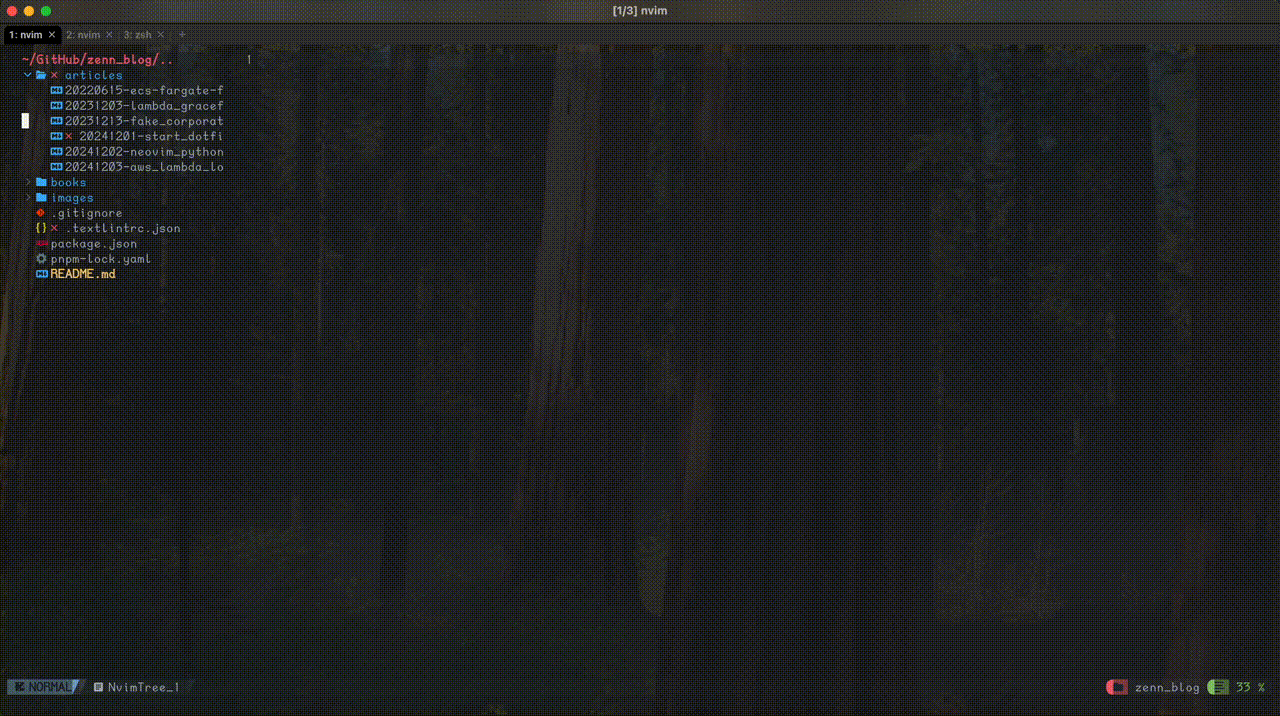 [1/3] nvim
1: nvim × 2: nvim × 3: zsh × +
~/GitHub/zenn_blog/.. 1
× articles
20220615-ecs-fargate-f
20231203-lambda_gracef
20231213-fake_corporat
× 20241201-start_dotfi
20241202-neovim_python
20241203-aws_lambda_lo
books
images
.gitignore
{} × .textlintrc.json
package.json
pnpm-lock.yaml
README.md
NORMAL NvimTree_1 zenn_blog 33 %